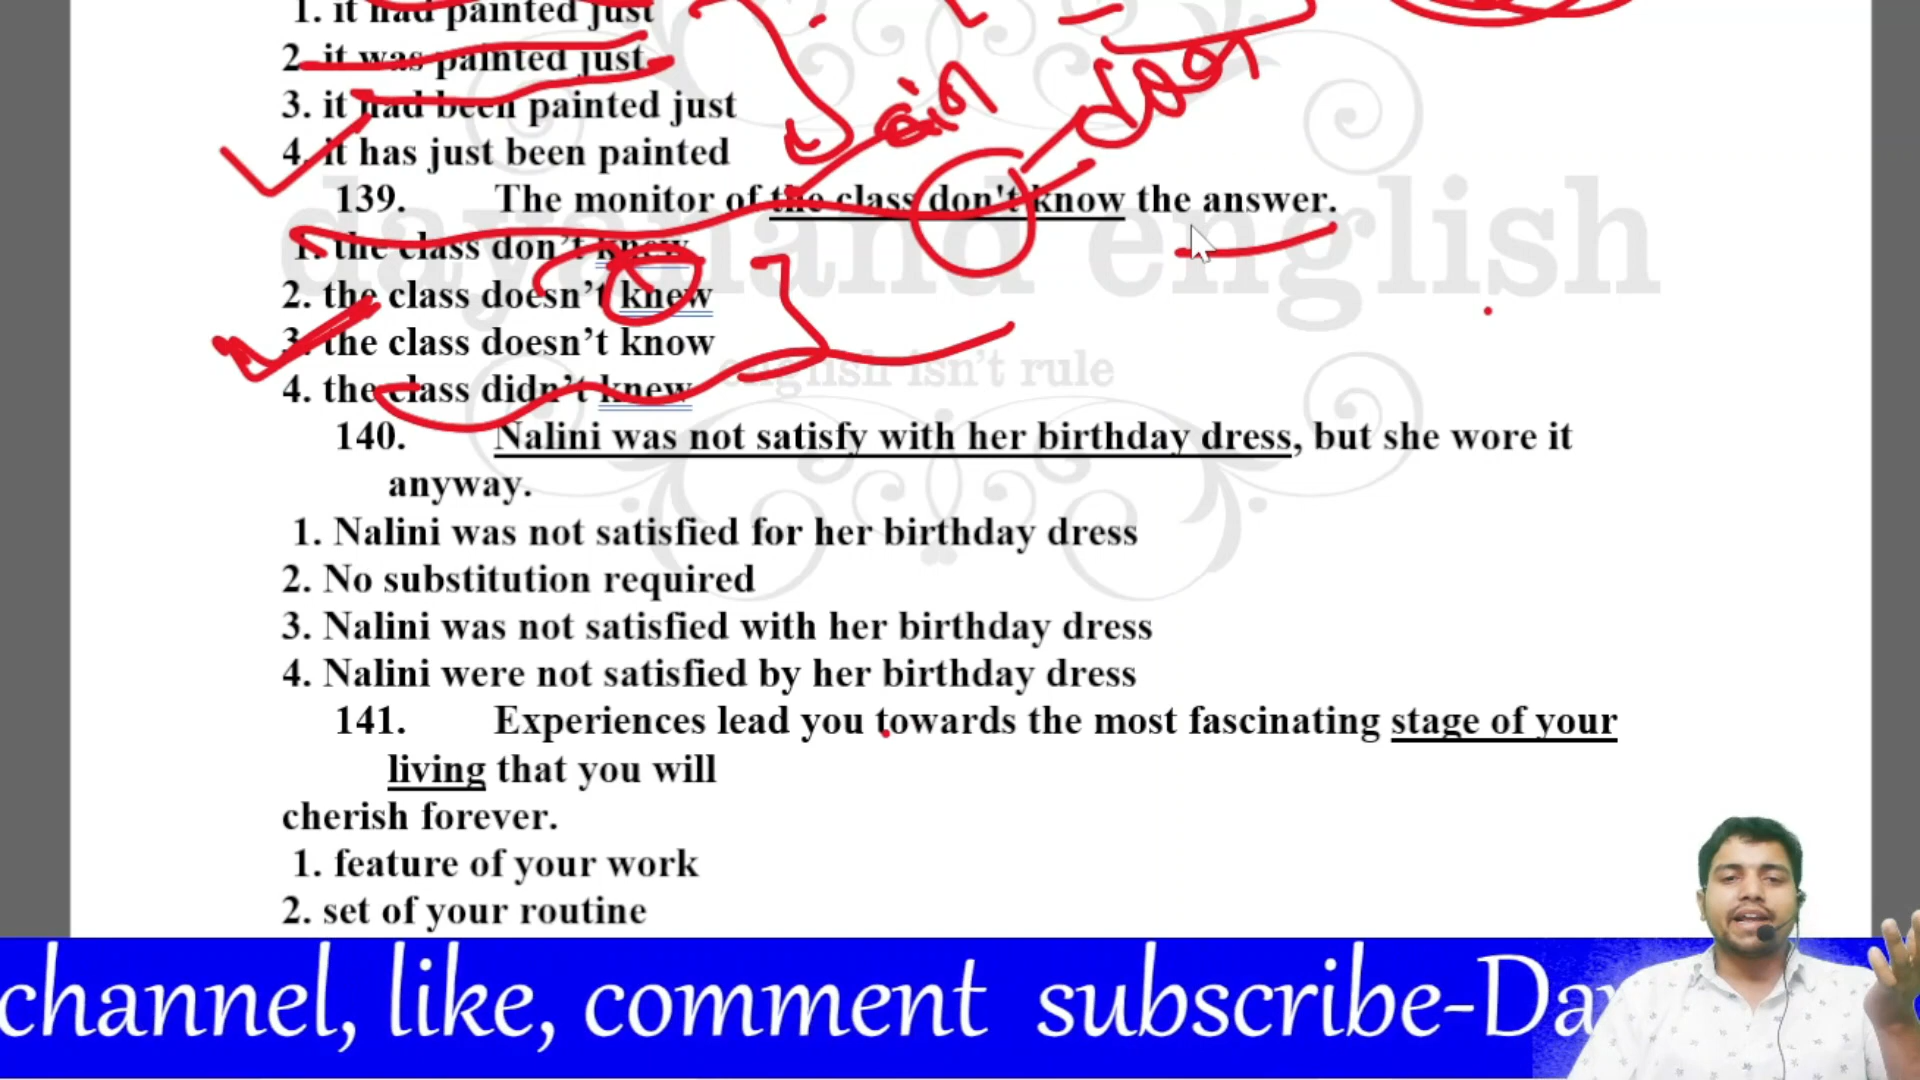 1. it had painted just
2. it was painted just
3. it had been painted just
4. it has just been painted
139. The monitor of the class don't know the answer.
1. the class don't knew
2. the class doesn't knew
3. the class doesn't know
4. the class didn't knew
140. Nalini was not satisfy with her birthday dress, but she wore it
anyway.
1. Nalini was not satisfied for her birthday dress
2. No substitution required
3. Nalini was not satisfied with her birthday dress
4. Nalini were not satisfied by her birthday dress
141. Experiences lead you towards the most fascinating stage of your
living that you will
cherish forever.
1. feature of your work
2. set of your routine
dayanand english
english isn't rule
channel, like, comment subscribe-Da